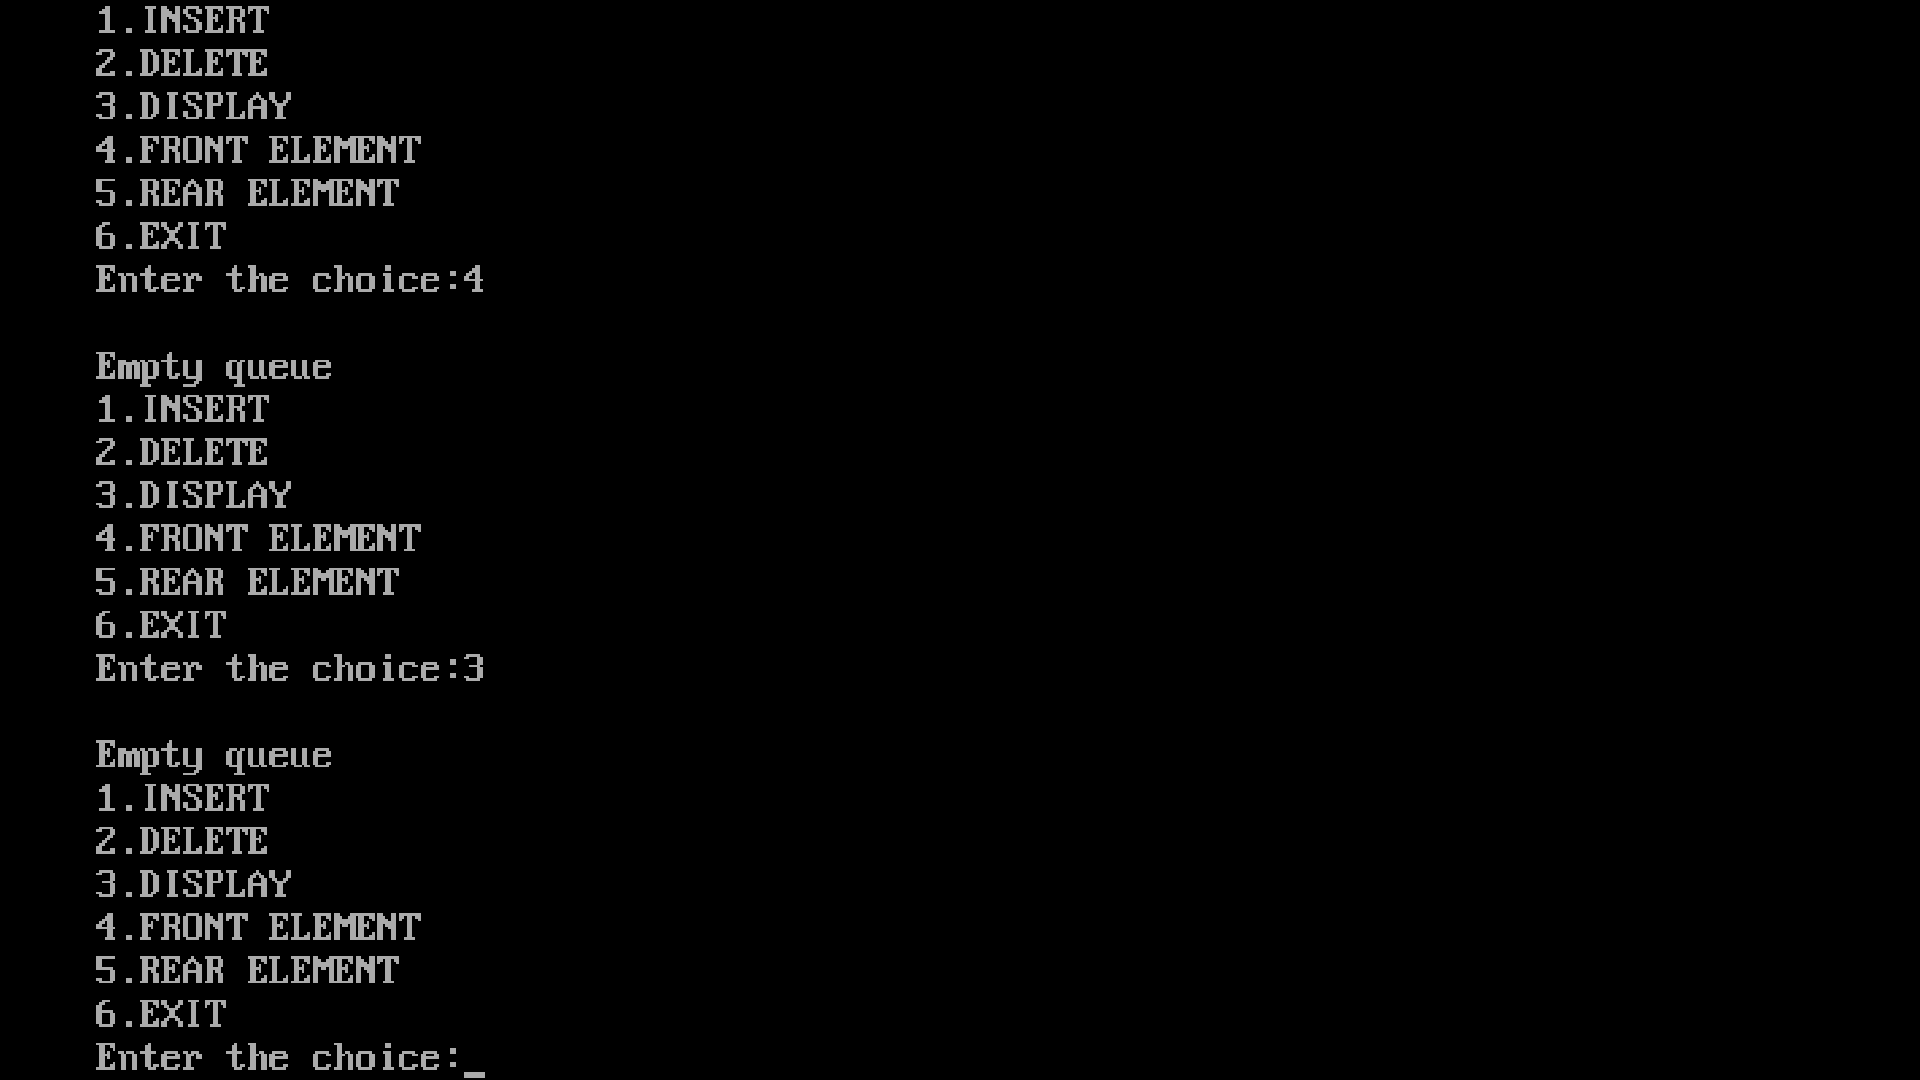 1.INSERT
2.DELETE
3.DISPLAY
4.FRONT ELEMENT
5.REAR ELEMENT
6.EXIT
Enter the choice:4
Empty queue
1.INSERT
2.DELETE
3.DISPLAY
4.FRONT ELEMENT
5.REAR ELEMENT
6.EXIT
Enter the choice:3
Empty queue
1.INSERT
2.DELETE
3.DISPLAY
4.FRONT ELEMENT
5.REAR ELEMENT
6.EXIT
Enter the choice:_